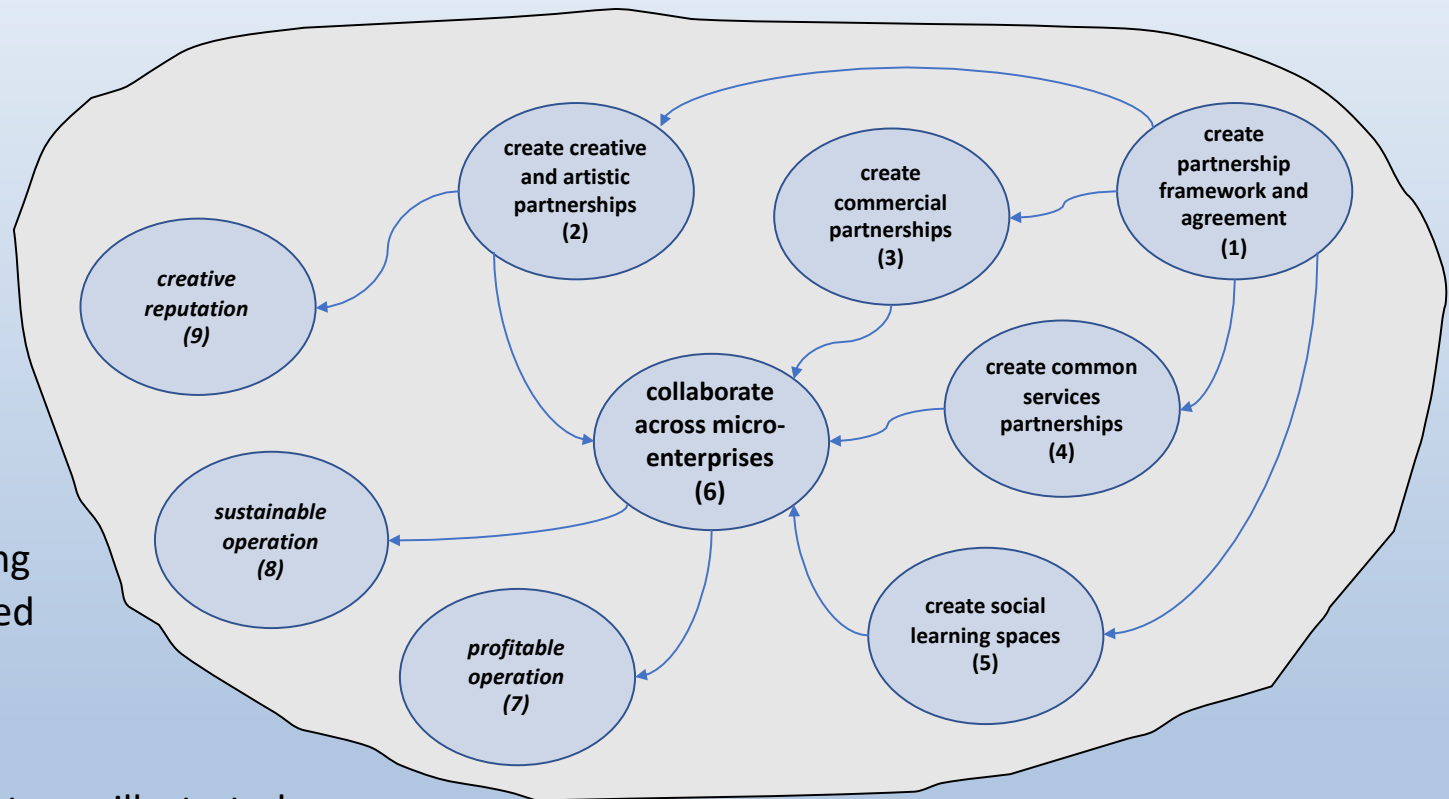 create creative
and artistic
partnerships
(2)
create
commercial
partnerships
(3)
create
partnership
framework and
agreement
(1)
creative
reputation
(9)
collaborate
across micro-
enterprises
(6)
create common
services
partnerships
(4)
sustainable
operation
(8)
create social
learning spaces
(5)
profitable
operation
(7)
ng
ed